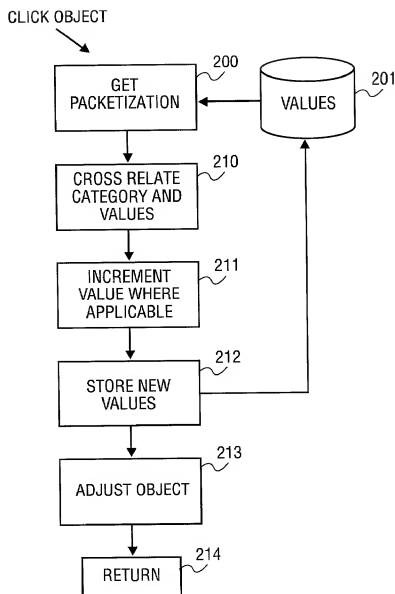 CLICK OBJECT
200
GET
PACKETIZATION
VALUES
201
210
CROSS RELATE
CATEGORY AND
VALUES
211
INCREMENT
VALUE WHERE
APPLICABLE
212
STORE NEW
VALUES
213
ADJUST OBJECT
214
RETURN